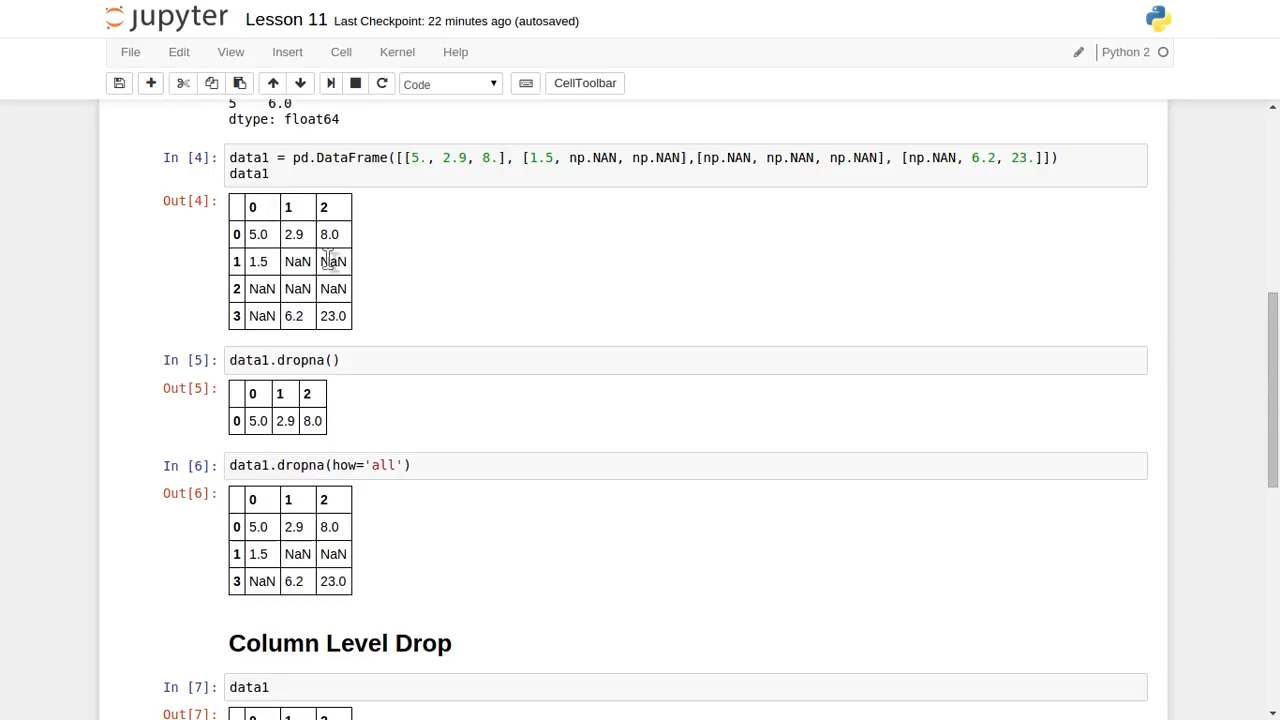 jupyter Lesson 11 Last Checkpoint: 22 minutes ago (autosaved)
File Edit View Insert Cell Kernel Help Python 2
Code CellToolbar
5 6.0
dtype: float64
In [4]: data1 = pd.DataFrame([[5., 2.9, 8.], [1.5, np.NAN, np.NAN],[np.NAN, np.NAN, np.NAN], [np.NAN, 6.2, 23.]])
data1
Out[4]:
0 1 2
0 5.0 2.9 8.0
1 1.5 NaN NaN
2 NaN NaN NaN
3 NaN 6.2 23.0
In [5]: data1.dropna()
Out[5]:
0 1 2
0 5.0 2.9 8.0
In [6]: data1.dropna(how='all')
Out[6]:
0 1 2
0 5.0 2.9 8.0
1 1.5 NaN NaN
3 NaN 6.2 23.0
Column Level Drop
In [7]: data1
Out[7]:
0 1 2